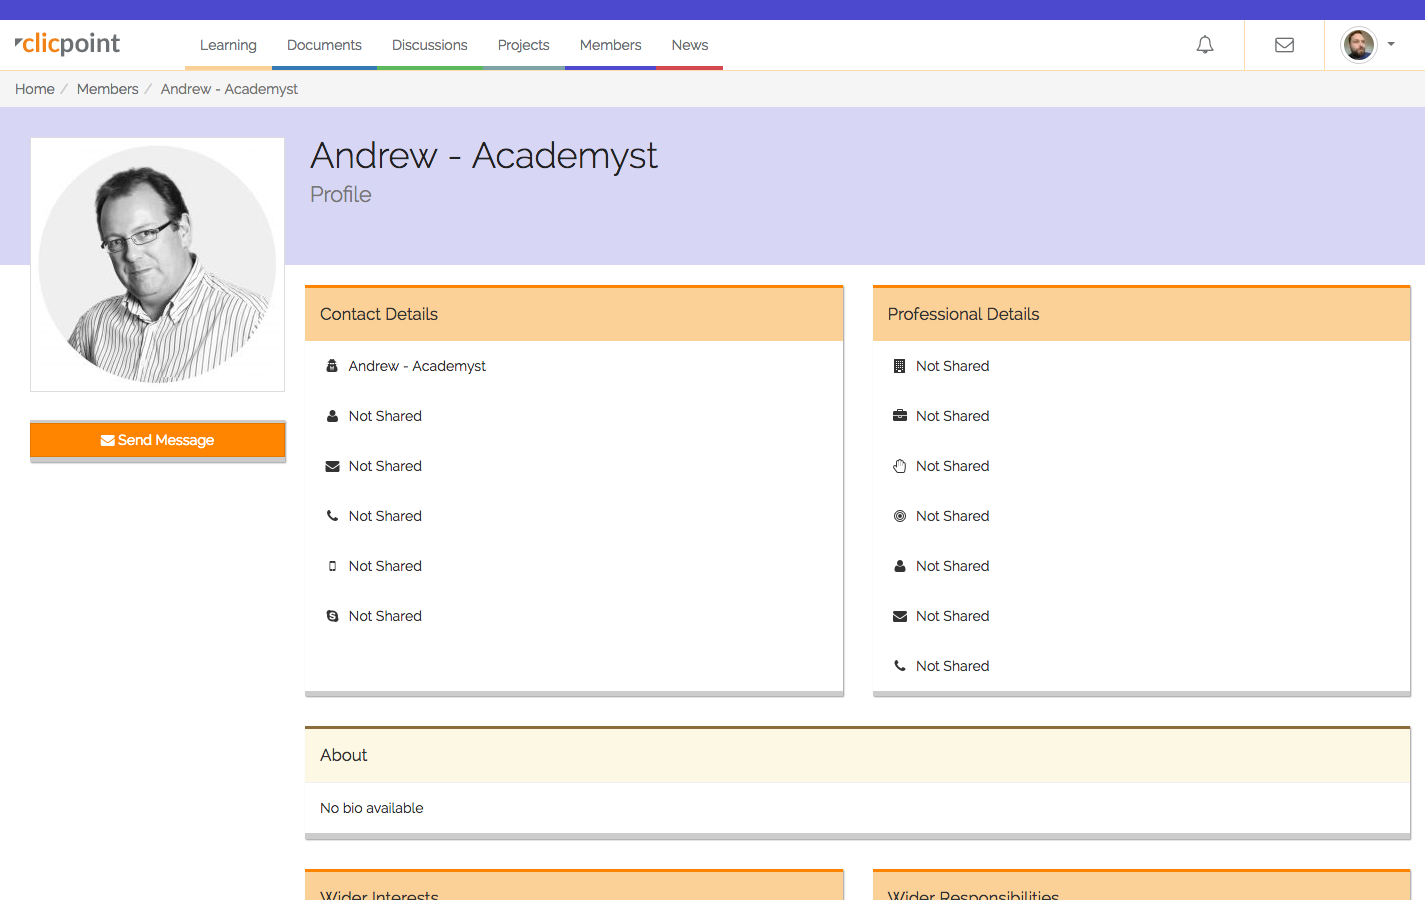 clicpoint
Learning
Documents
Discussions
Projects
Members
News
Home / Members / Andrew - Academyst
Andrew - Academyst
Profile
Send Message
Contact Details
Andrew - Academyst
Not Shared
Not Shared
Not Shared
Not Shared
Not Shared
Professional Details
Not Shared
Not Shared
Not Shared
Not Shared
Not Shared
Not Shared
Not Shared
About
No bio available
Wider Interests
Wider Responsibilities